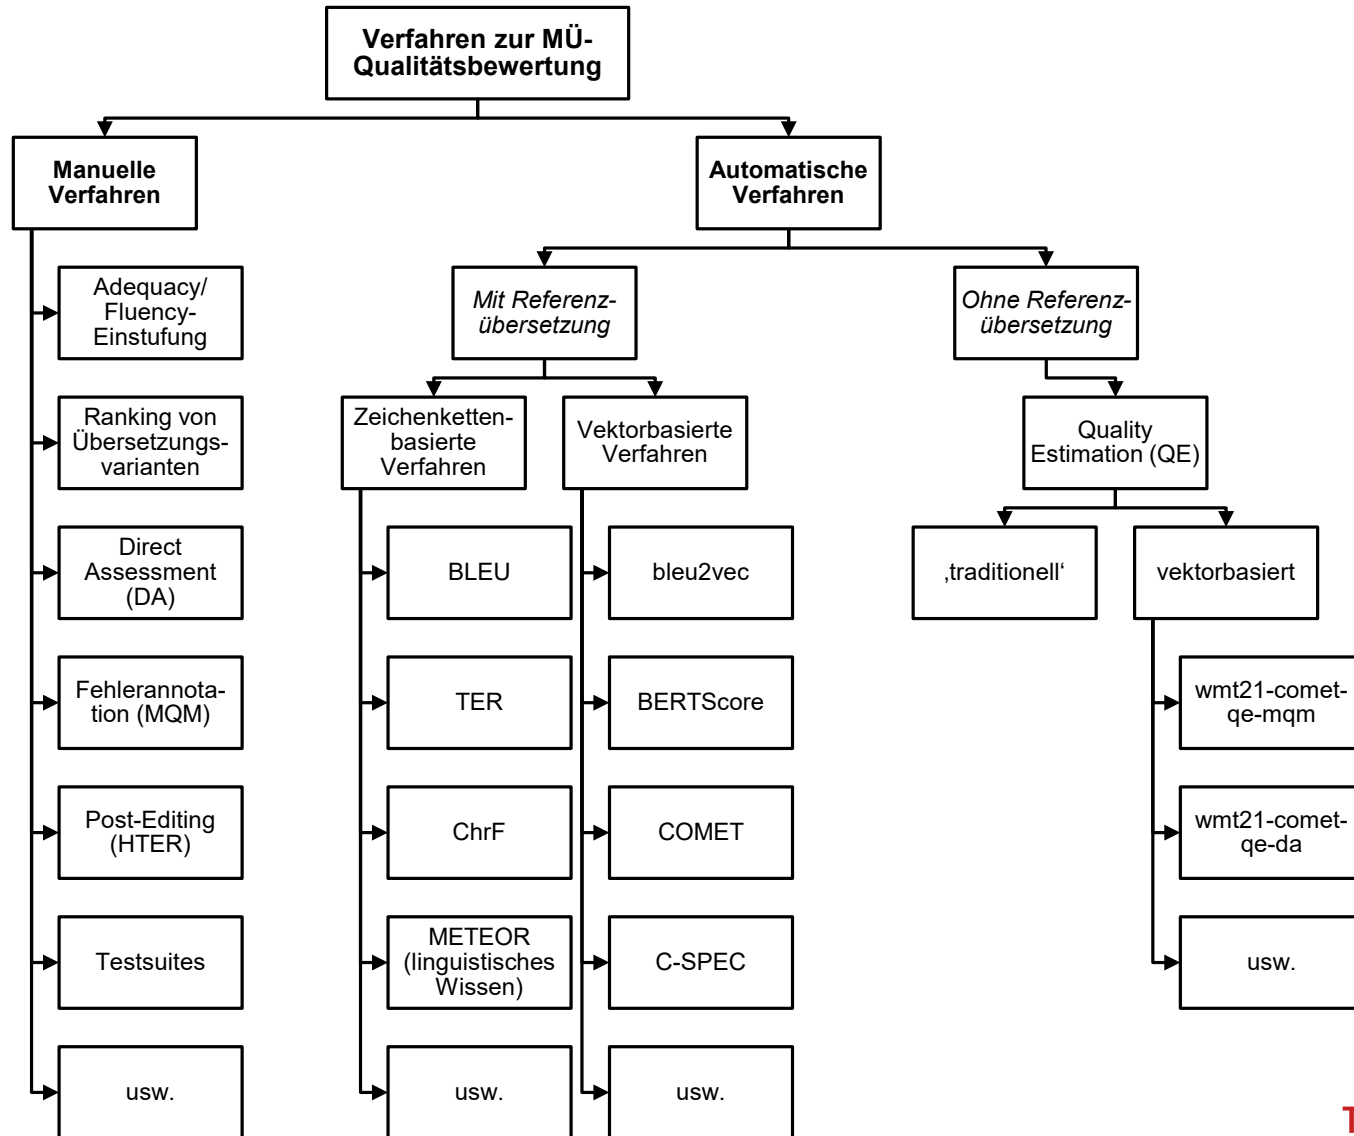 Verfahren zur MÜ-
Qualitätsbewertung
Manuelle
Verfahren
Automatische
Verfahren
Adequacy/
Fluency-
Einstufung
Ranking von
Übersetzungs-
varianten
Direct
Assessment
(DA)
Fehlerannota-
tion (MQM)
Post-Editing
(HTER)
Testsuites
usw.
Mit Referenz-
übersetzung
Zeichenketten-
basierte
Verfahren
BLEU
TER
ChrF
METEOR
(linguistisches
Wissen)
usw.
Vektorbasierte
Verfahren
bleu2vec
BERTScore
COMET
C-SPEC
usw.
Ohne Referenz-
übersetzung
Quality
Estimation (QE)
‚traditionell‘
vektorbasiert
wmt21-comet-
qe-mqm
wmt21-comet-
qe-da
usw.